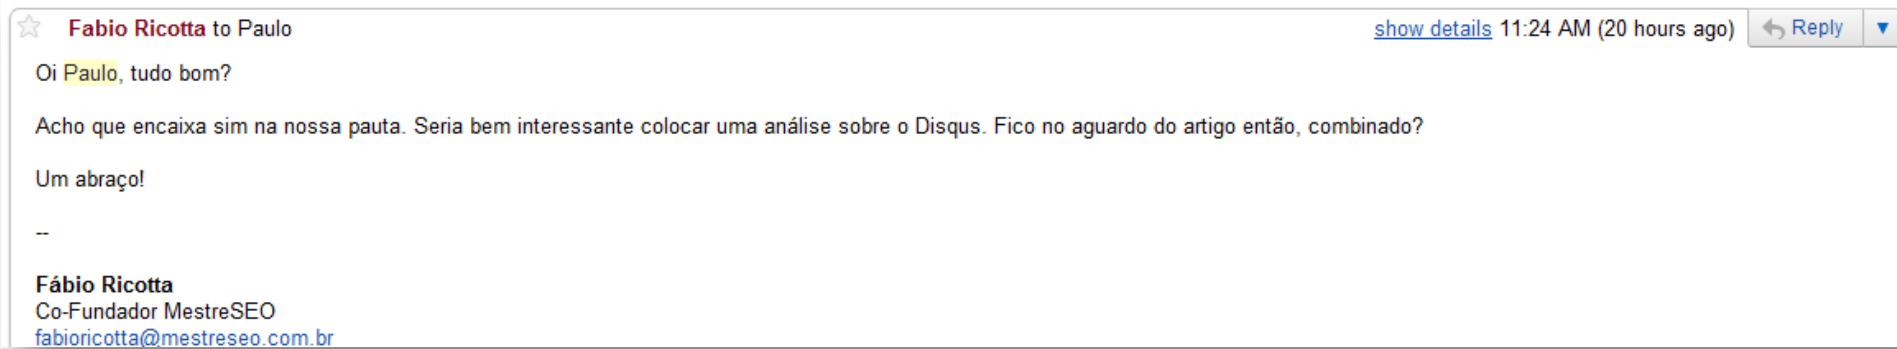 Fabio Ricotta to Paulo show details 11:24 AM (20 hours ago) Reply
Oi Paulo, tudo bom?
Acho que encaixa sim na nossa pauta. Seria bem interessante colocar uma análise sobre o Disqus. Fico no aguardo do artigo então, combinado?
Um abraço!
--
Fábio Ricotta
Co-Fundador MestreSEO
fabioricotta@mestreseo.com.br